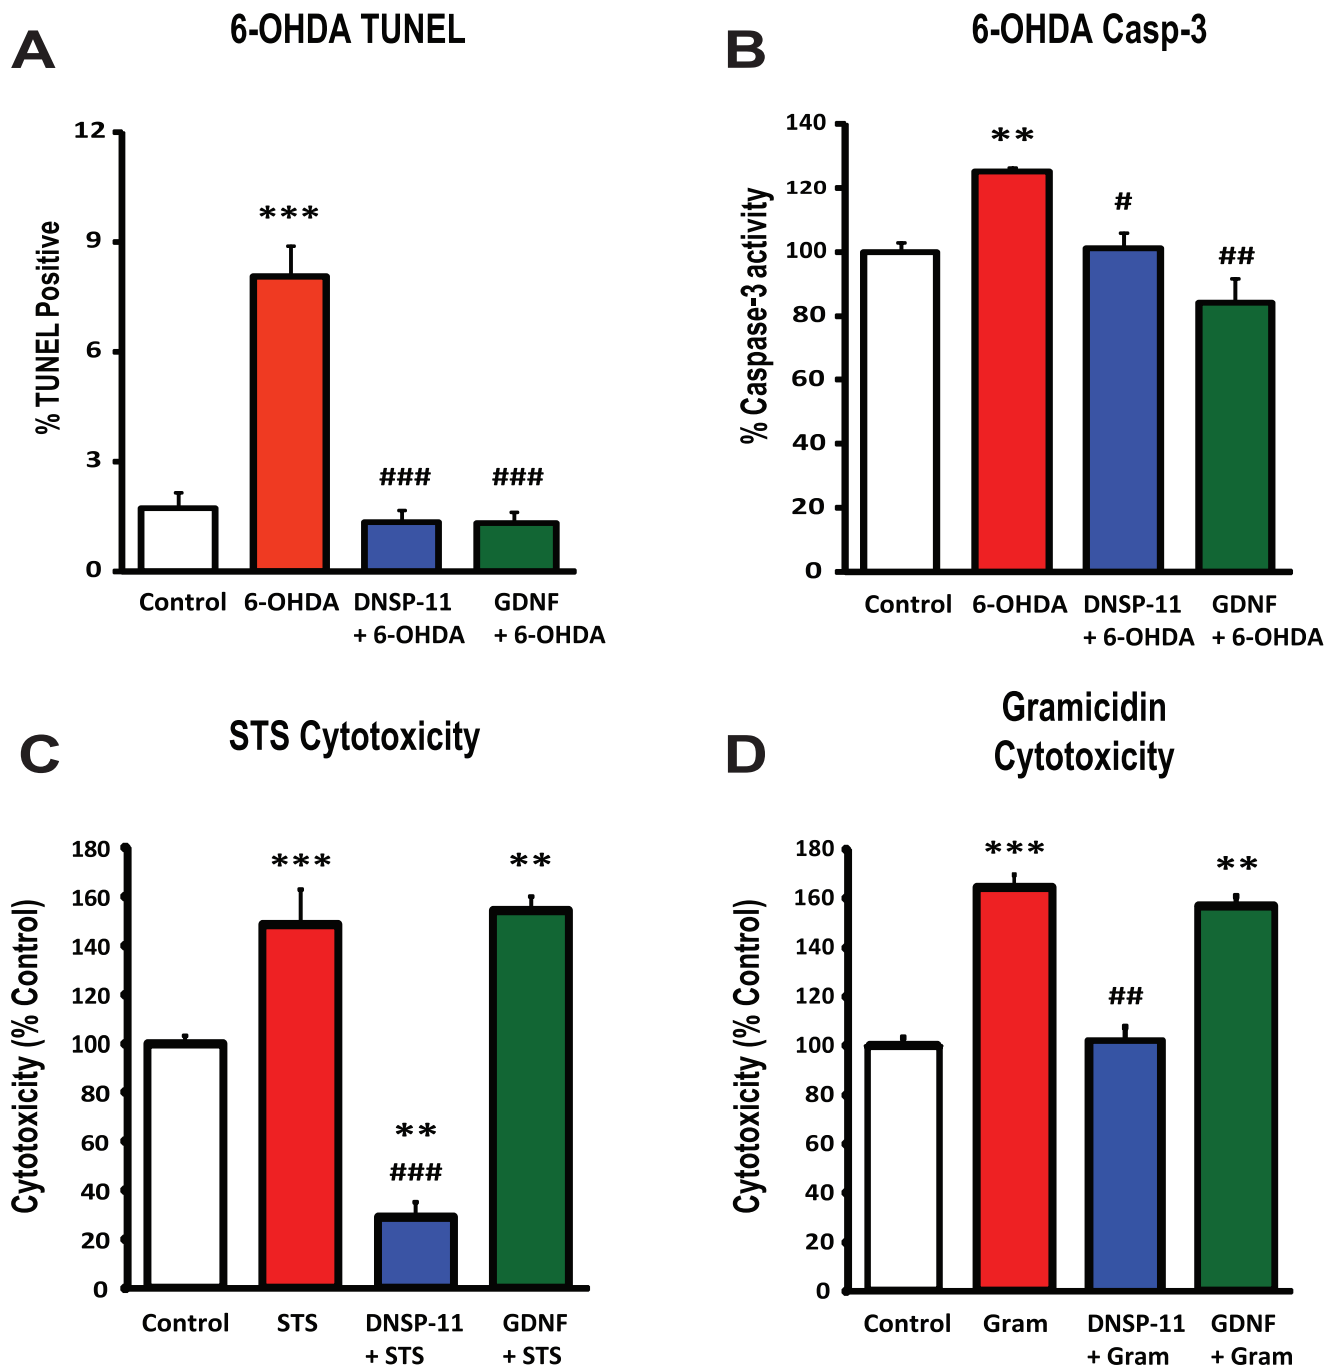 A
6-OHDA TUNEL
% TUNEL Positive
12
9
6
3
0
***
###
###
Control 6-OHDA DNSP-11 GDNF
+ 6-OHDA + 6-OHDA
B
6-OHDA Casp-3
% Caspase-3 activity
140
120
100
80
60
40
20
0
**
#
##
Control 6-OHDA DNSP-11 GDNF
+ 6-OHDA + 6-OHDA
C
STS Cytotoxicity
Cytotoxicity (% Control)
180
160
140
120
100
80
60
40
20
0
***
**
###
**
Control STS DNSP-11 GDNF
+ STS + STS
D
Gramicidin
Cytotoxicity
Cytotoxicity (% Control)
180
160
140
120
100
80
60
40
20
0
***
##
**
Control Gram DNSP-11 GDNF
+ Gram + Gram